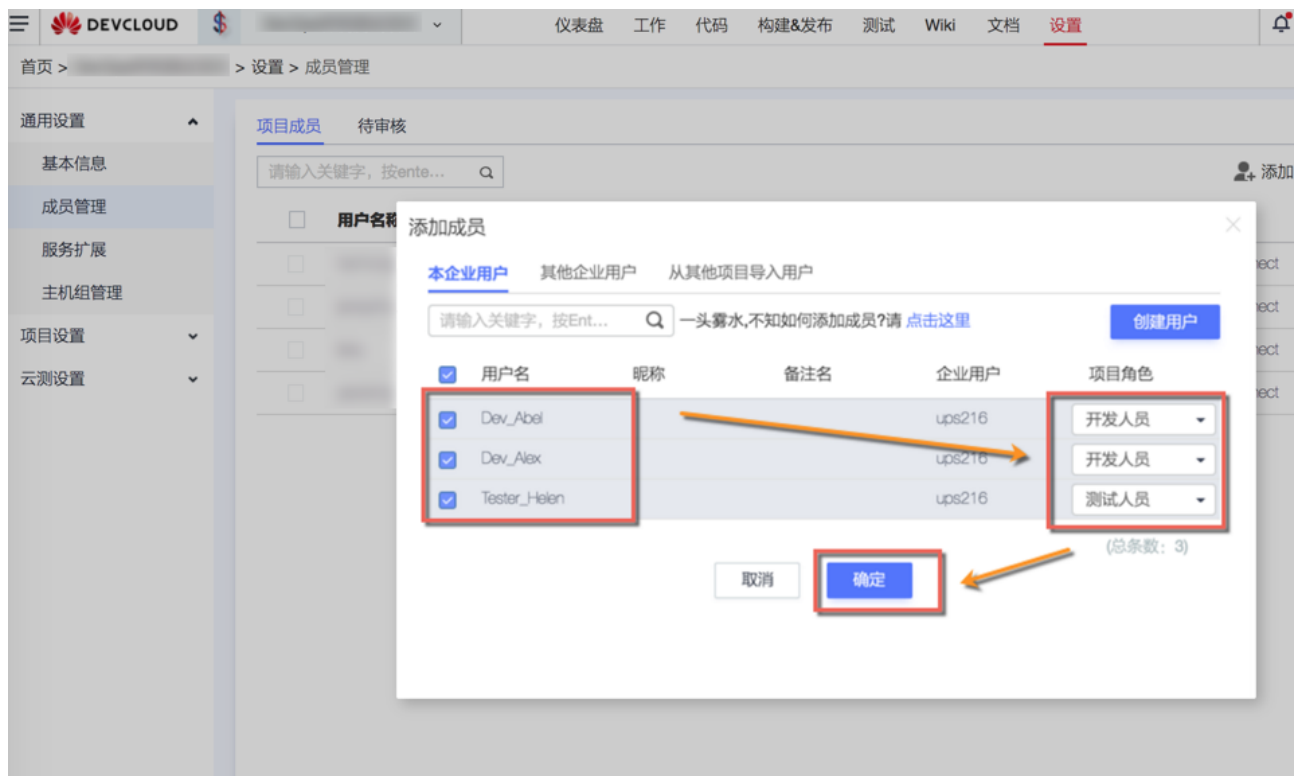 DEVCLOUD 仪表盘 工作 代码 构建&发布 测试 Wiki 文档 设置
首页 > > 设置 > 成员管理
通用设置
基本信息
成员管理
服务扩展
主机组管理
项目设置
云测设置
项目成员 待审核
请输入关键字，按ente...
添加
用户名称
添加成员
本企业用户 其他企业用户 从其他项目导入用户
请输入关键字，按Ent... 一头雾水,不知如何添加成员?请 点击这里 创建用户
用户名 昵称 备注名 企业用户 项目角色
Dev_Abel ups216 开发人员
Dev_Alex ups216 开发人员
Tester_Helen ups216 测试人员
(总条数：3)
取消 确定